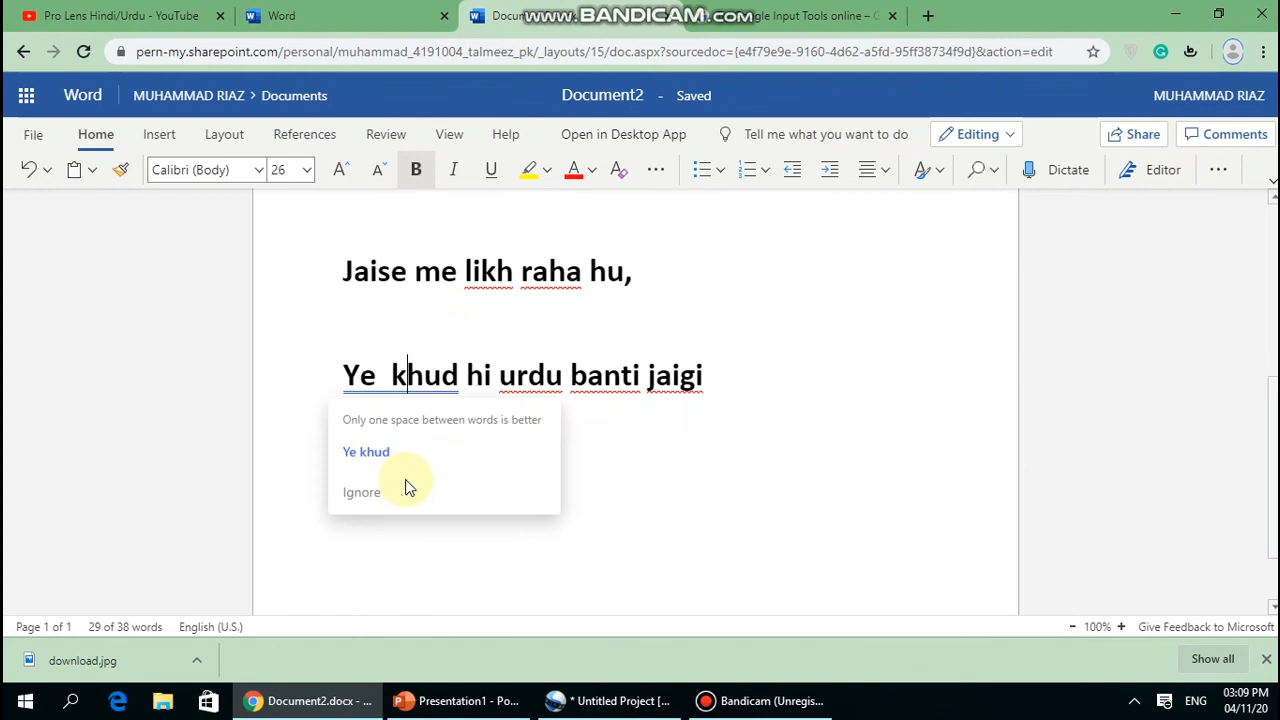 Pro Lens Hindi/Urdu - YouTube
Word
Docu
WWW.BANDICAM.COM
gle Input Tools online – G
pern-my.sharepoint.com/personal/muhammad_4191004_talmeez_pk/_layouts/15/doc.aspx?sourcedoc={e4f79e9e-9160-4d62-a5fd-95ff38734f9d}&action=edit
Word MUHAMMAD RIAZ > Documents Document2 - Saved MUHAMMAD RIAZ
File Home Insert Layout References Review View Help Open in Desktop App Tell me what you want to do Editing Share Comments
Calibri (Body) 26 B I U A Dictate Editor
Jaise me likh raha hu,
Ye  khud hi urdu banti jaigi
Only one space between words is better
Ye khud
Ignore
Page 1 of 1 29 of 38 words English (U.S.) - 100% + Give Feedback to Microsoft
download.jpg Show all
Document2.docx - ... Presentation1 - Po... * Untitled Project [... Bandicam (Unregis... ENG 03:09 PM
04/11/20